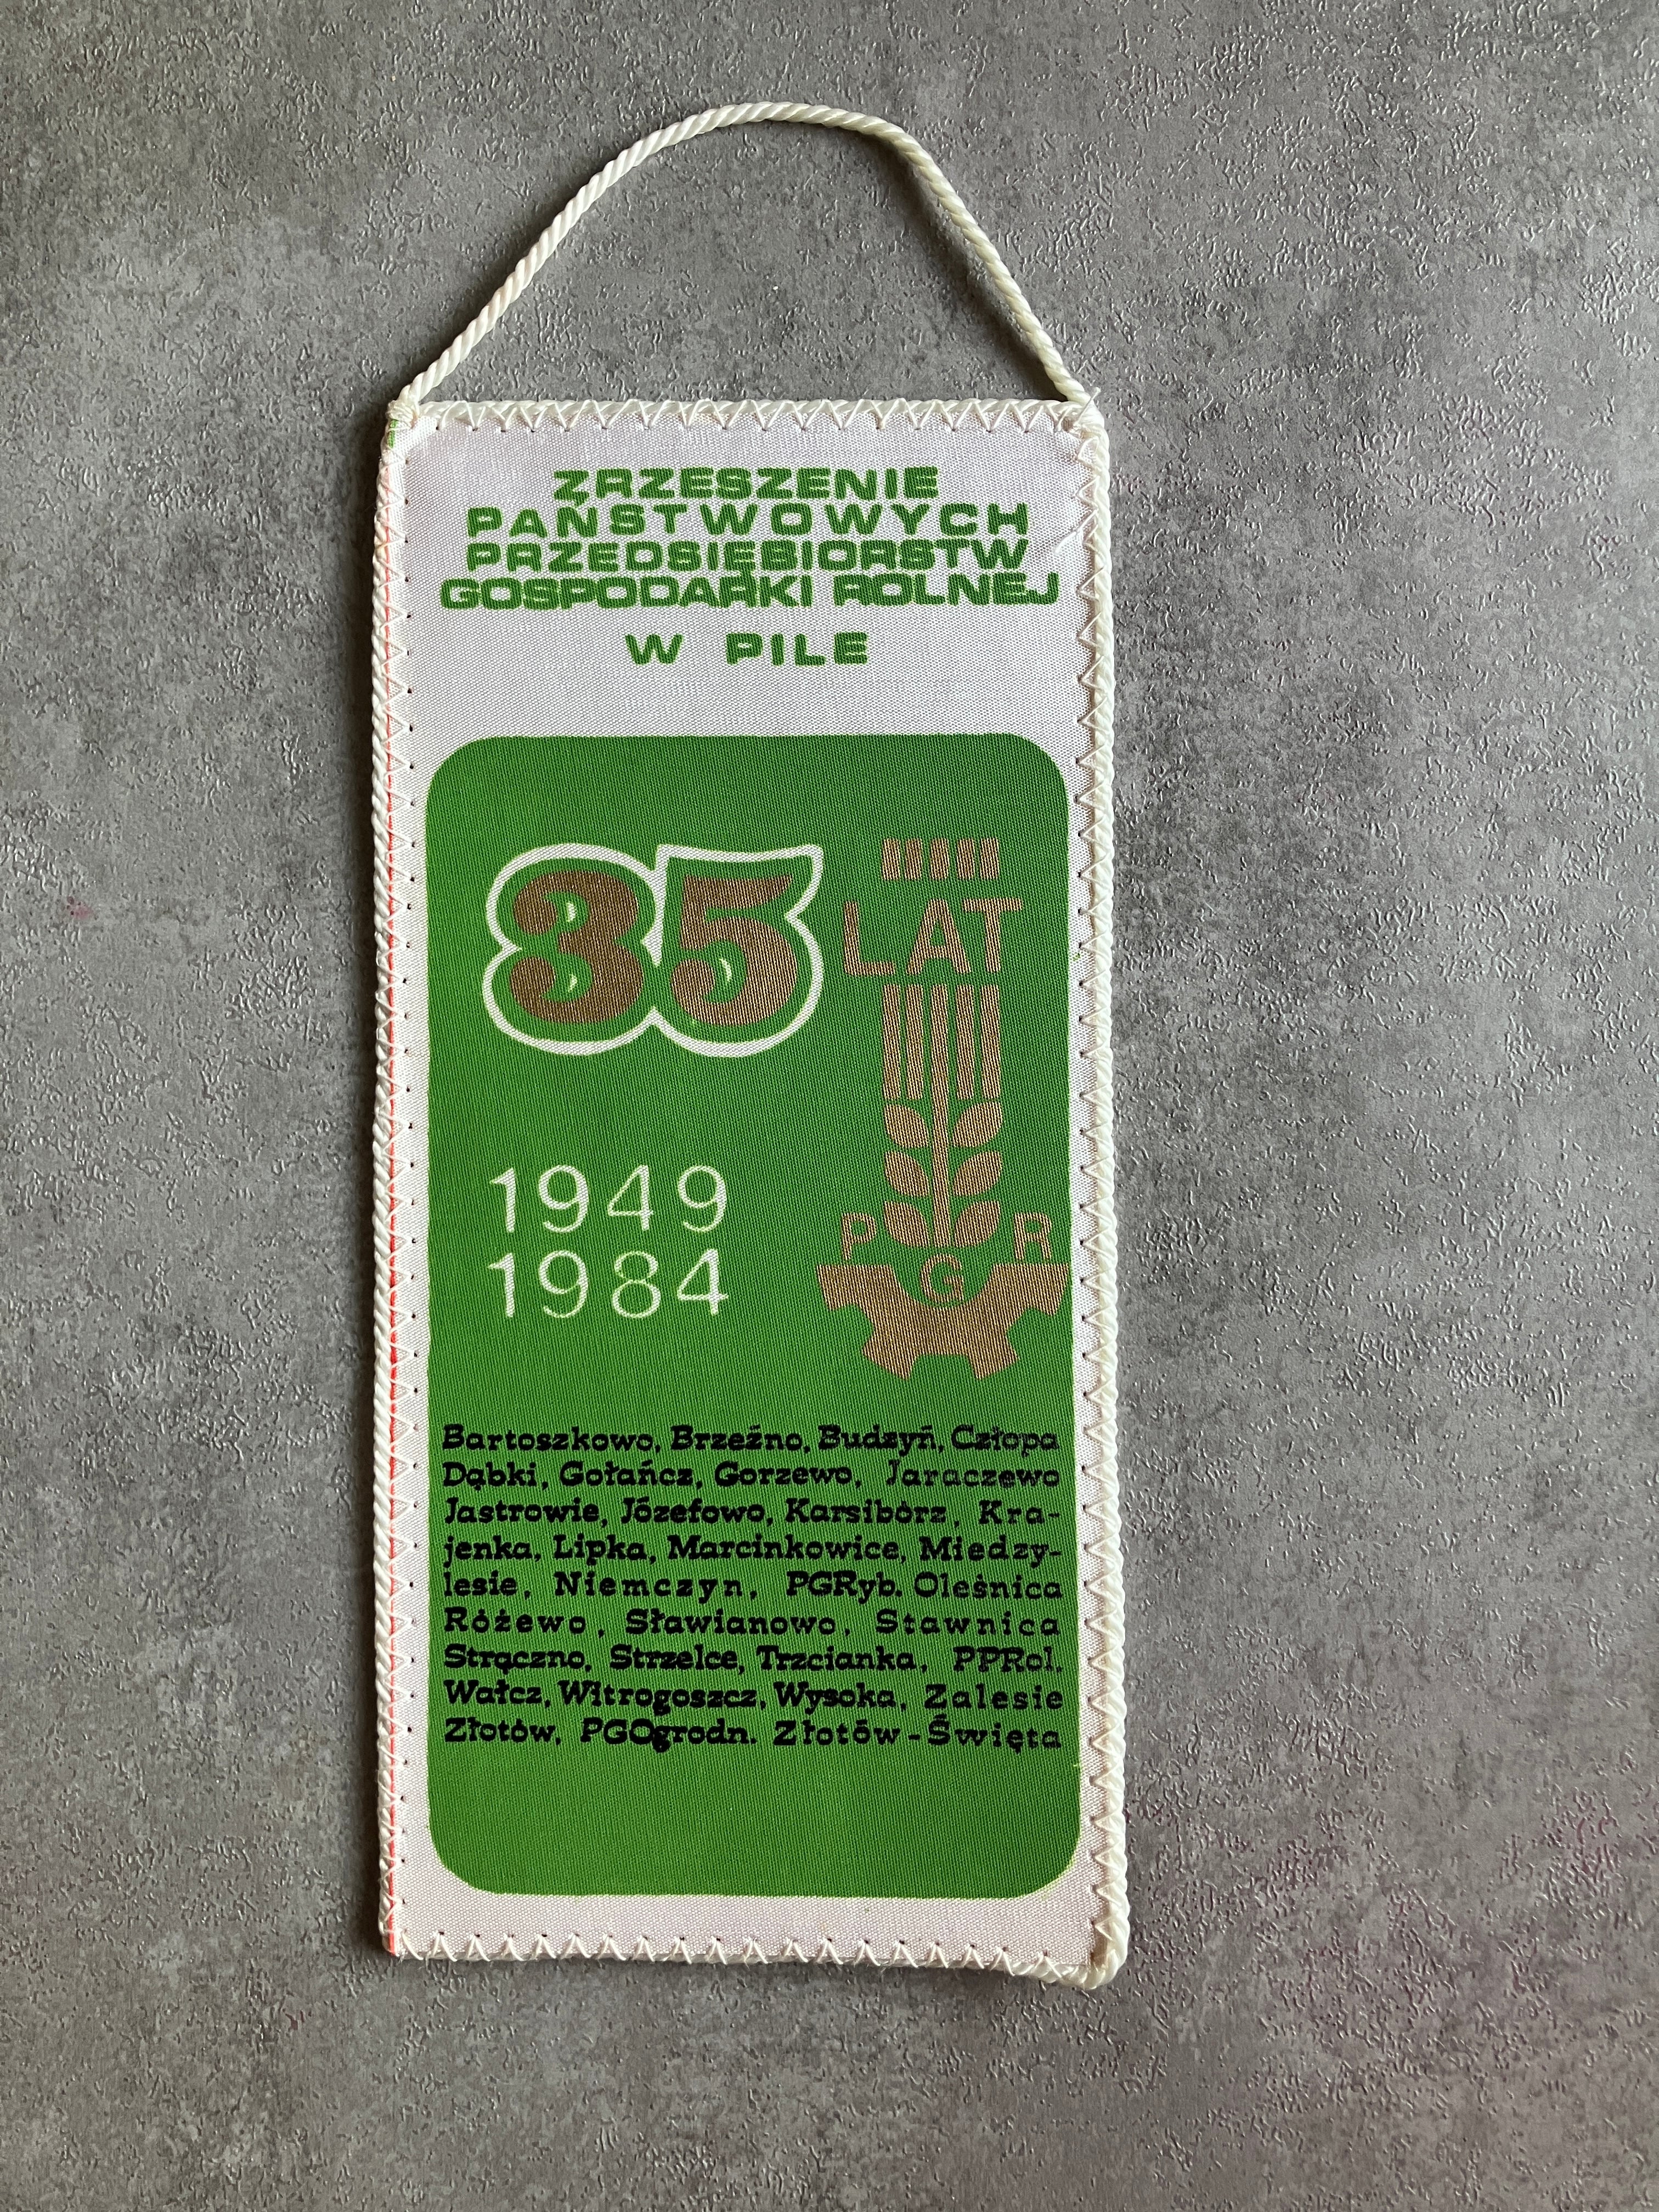 ZRZESZENIE
PAŃSTWOWYCH
PRZEDSIĘBIORSTW
GOSPODARKI ROLNEJ
W PILE
35 LAT
1949
1984
P G R
Bartoszkowo, Brzeźno, Budzyń, Człopa
Dąbki, Gołańcz, Gorzewo, Jaraczewo
Jastrowie, Józefowo, Karsibórz, Kra-
jenka, Lipka, Marcinkowice, Miedzy-
lesie, Niemczyn, PGRyb. Oleśnica
Różewo, Sławianowo, Stawnica
Strączno, Strzelce, Trzcianka, PPRol.
Wałcz, Witrogoszcz, Wysoka, Zalesie
Złotów, PGOgrodn. Złotów-Święta